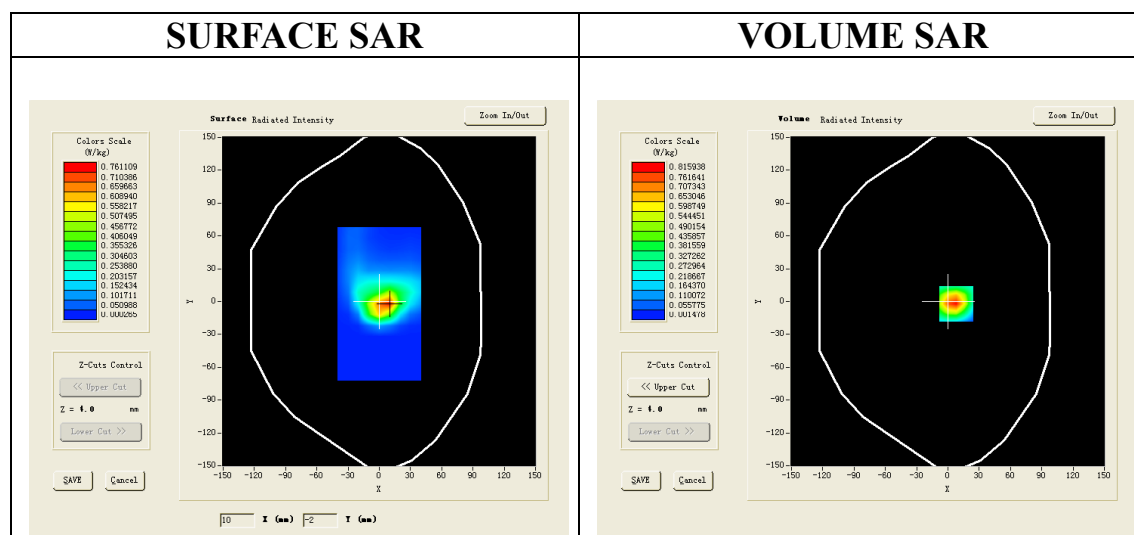 SURFACE SAR
VOLUME SAR
Surface Radiated Intensity
Zoom In/Out
Colors Scale
(W/kg)
0.761109
0.710386
0.659663
0.608940
0.558217
0.507495
0.456772
0.406049
0.355326
0.304603
0.253880
0.203157
0.152434
0.101711
0.050988
0.000265
150
120
90
60
30
0
-30
-60
-90
-120
-150
Y
-150 -120 -90 -60 -30 0 30 60 90 120 150
X
Z-Cuts Control
<< Upper Cut
Z = 4.0 mm
Lower Cut >>
SAVE Cancel
10 X (mm) -2 Y (mm)
Volume Radiated Intensity
Zoom In/Out
Colors Scale
(W/kg)
0.815938
0.761641
0.707343
0.653046
0.598749
0.544451
0.490154
0.435857
0.381559
0.327262
0.272964
0.218667
0.164370
0.110072
0.055775
0.001478
150
120
90
60
30
0
-30
-60
-90
-120
-150
Y
-150 -120 -90 -60 -30 0 30 60 90 120 150
X
Z-Cuts Control
<< Upper Cut
Z = 4.0 mm
Lower Cut >>
SAVE Cancel